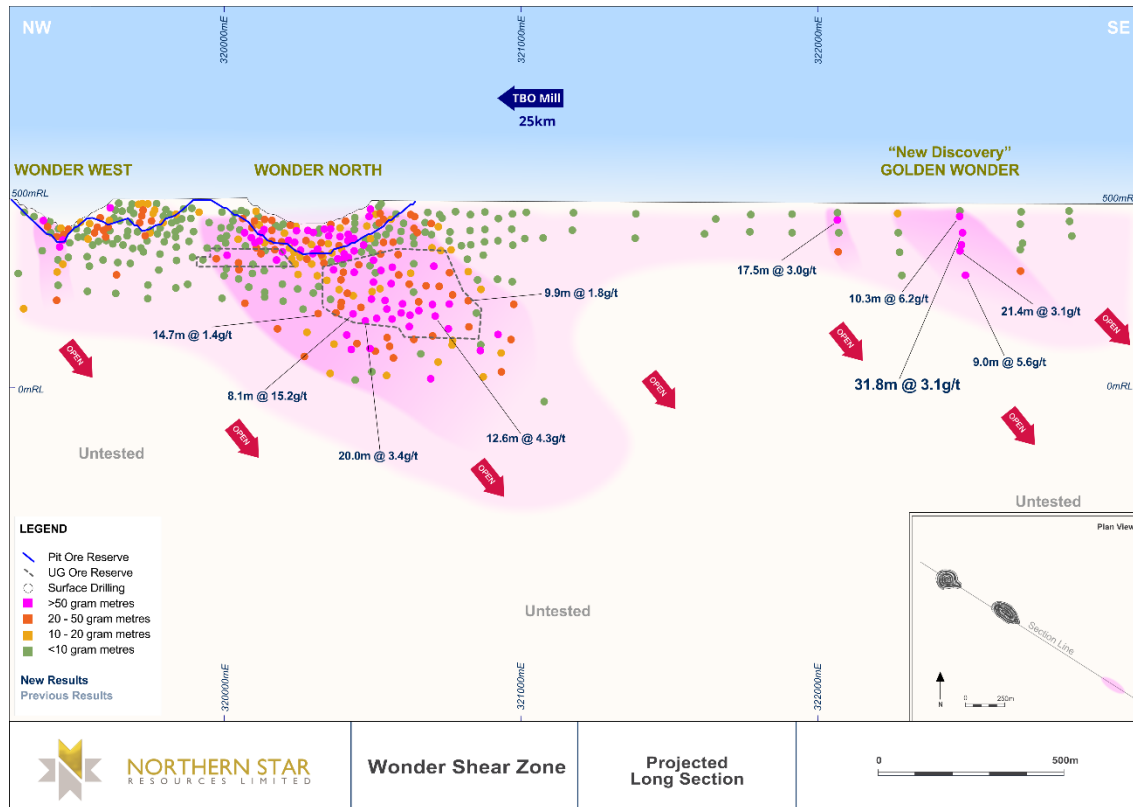 NW
SE
320000mE
321000mE
322000mE
TBO Mill
25km
WONDER WEST
WONDER NORTH
“New Discovery”
GOLDEN WONDER
500mRL
500mRL
17.5m @ 3.0g/t
9.9m @ 1.8g/t
10.3m @ 6.2g/t
21.4m @ 3.1g/t
14.7m @ 1.4g/t
OPEN
OPEN
OPEN
9.0m @ 5.6g/t
0mRL
31.8m @ 3.1g/t
0mRL
8.1m @ 15.2g/t
OPEN
12.6m @ 4.3g/t
OPEN
OPEN
Untested
20.0m @ 3.4g/t
OPEN
Untested
LEGEND
Pit Ore Reserve
UG Ore Reserve
Surface Drilling
>50 gram metres
20 - 50 gram metres
10 - 20 gram metres
<10 gram metres
New Results
Previous Results
Untested
320000mE
321000mE
322000mE
Plan View
Section Line
N
0
250m
NORTHERN STAR
RESOURCES LIMITED
Wonder Shear Zone
Projected
Long Section
0
500m